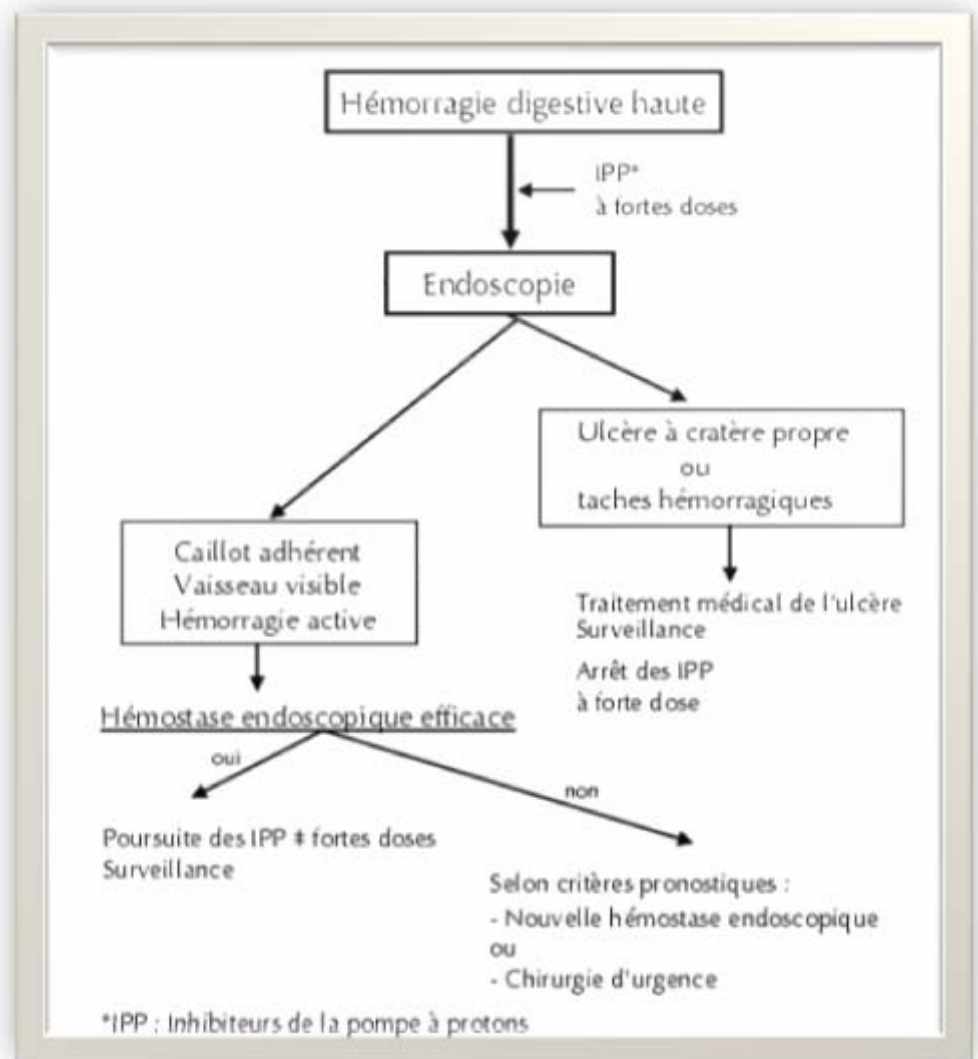 Hémorragie digestive haute
IPP*
à fortes doses
Endoscopie
Ulcère à cratère propre
ou
taches hémorragiques
Caillot adhérent
Vaisseau visible
Hémorragie active
Traitement médical de l'ulcère
Surveillance
Arrêt des IPP
à forte dose
Hémostase endoscopique efficace
oui
non
Poursuite des IPP ‡ fortes doses
Surveillance
Selon critères pronostiques :
- Nouvelle hémostase endoscopique
ou
- Chirurgie d'urgence
*IPP : Inhibiteurs de la pompe à protons